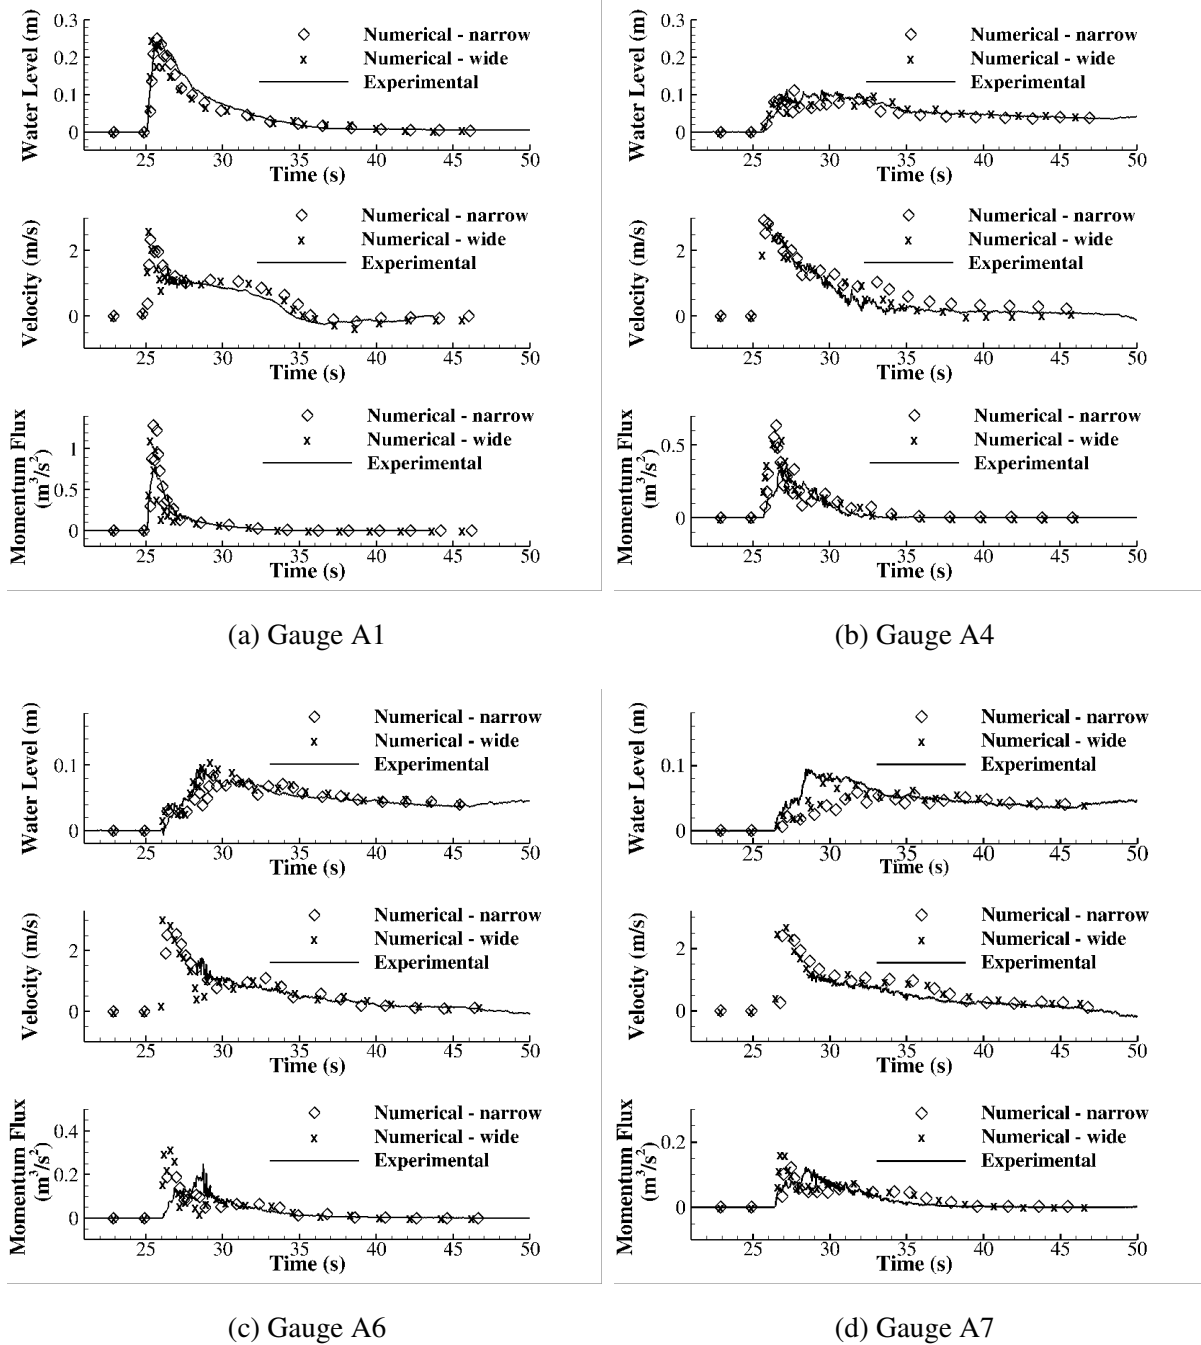 Water Level (m)
0.3
0.2
0.1
0
Numerical - narrow
Numerical - wide
Experimental
25 30 35 40 45 50
Time (s)
Velocity (m/s)
2
0
Numerical - narrow
Numerical - wide
Experimental
25 30 35 40 45 50
Time (s)
Momentum Flux
(m³/s²)
1
0.5
0
Numerical - narrow
Numerical - wide
Experimental
25 30 35 40 45 50
Time (s)
(a) Gauge A1
Water Level (m)
0.3
0.2
0.1
0
Numerical - narrow
Numerical - wide
Experimental
25 30 35 40 45 50
Time (s)
Velocity (m/s)
2
0
Numerical - narrow
Numerical - wide
Experimental
25 30 35 40 45 50
Time (s)
Momentum Flux
(m³/s²)
0.5
0
Numerical - narrow
Numerical - wide
Experimental
25 30 35 40 45 50
Time (s)
(b) Gauge A4
Water Level (m)
0.1
0
Numerical - narrow
Numerical - wide
Experimental
25 30 35 40 45 50
Time (s)
Velocity (m/s)
2
0
Numerical - narrow
Numerical - wide
Experimental
25 30 35 40 45 50
Time (s)
Momentum Flux
(m³/s²)
0.4
0.2
0
Numerical - narrow
Numerical - wide
Experimental
25 30 35 40 45 50
Time (s)
(c) Gauge A6
Water Level (m)
0.1
0
Numerical - narrow
Numerical - wide
Experimental
25 30 35 40 45 50
Time (s)
Velocity (m/s)
2
0
Numerical - narrow
Numerical - wide
Experimental
25 30 35 40 45 50
Time (s)
Momentum Flux
(m³/s²)
0.2
0
Numerical - narrow
Numerical - wide
Experimental
25 30 35 40 45 50
Time (s)
(d) Gauge A7